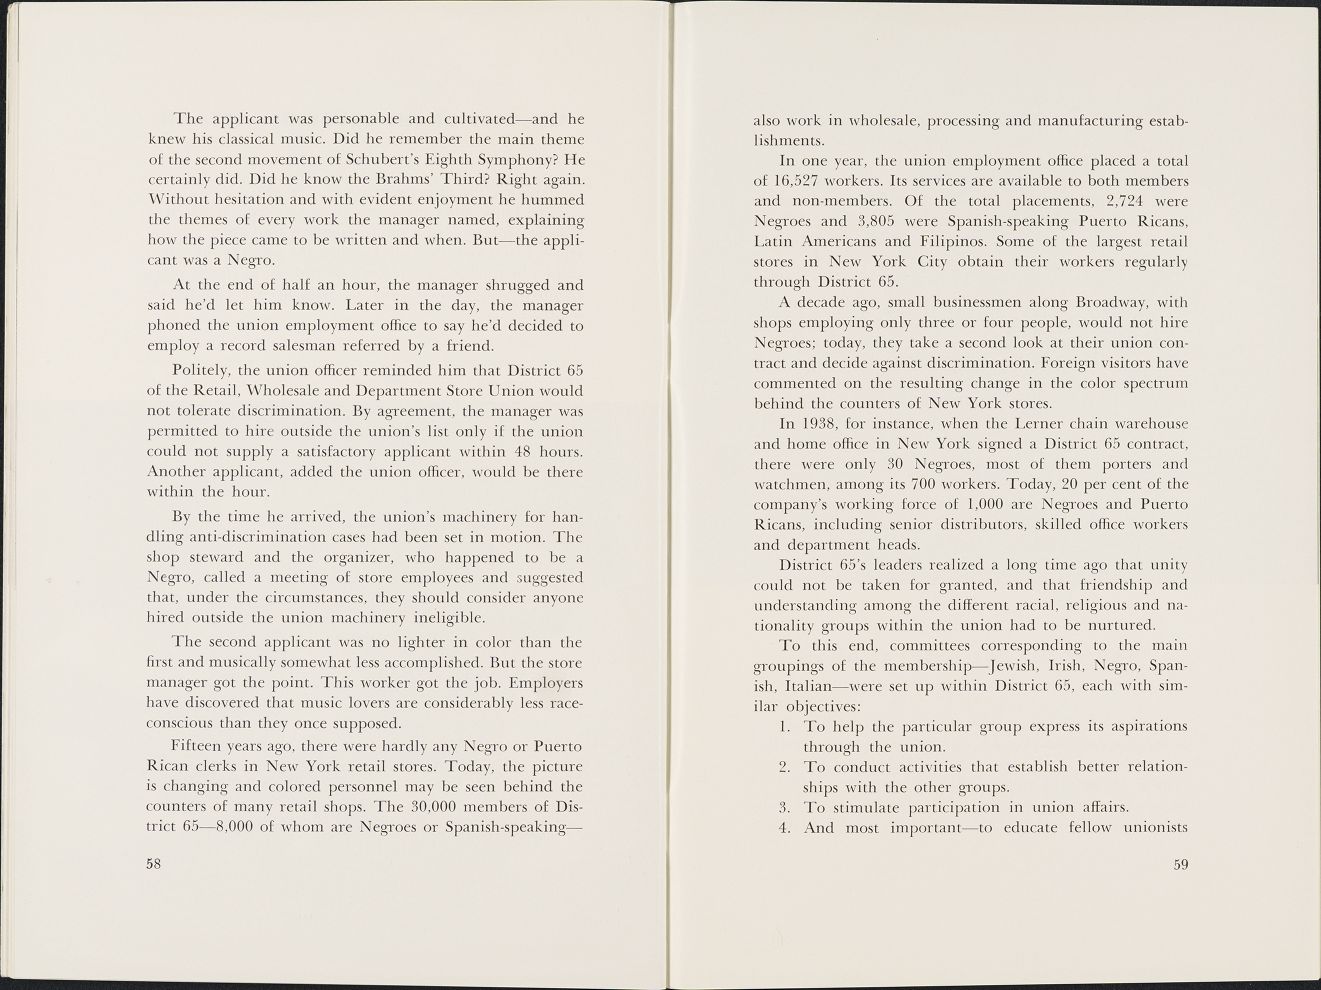 The applicant was personable and cultivated—and he
knew his classical music. Did he remember the main theme
of the second movement of Schubert's Eighth Symphony? He
certainly did. Did he know the Brahms' Third? Right again.
Without hesitation and with evident enjoyment he hummed
the themes of every work the manager named, explaining
how the piece came to be written and when. But—the appli-
cant was a Negro.
At the end of half an hour, the manager shrugged and
said he'd let him know. Later in the day, the manager
phoned the union employment office to say he'd decided to
employ a record salesman referred by a friend.
Politely, the union officer reminded him that District 65
of the Retail, Wholesale and Department Store Union would
not tolerate discrimination. By agreement, the manager was
permitted to hire outside the union's list only if the union
could not supply a satisfactory applicant within 48 hours.
Another applicant, added the union officer, would be there
within the hour.
By the time he arrived, the union's machinery for han-
dling anti-discrimination cases had been set in motion. The
shop steward and the organizer, who happened to be a
Negro, called a meeting of store employees and suggested
that, under the circumstances, they should consider anyone
hired outside the union machinery ineligible.
The second applicant was no lighter in color than the
first and musically somewhat less accomplished. But the store
manager got the point. This worker got the job. Employers
have discovered that music lovers are considerably less race-
conscious than they once supposed.
Fifteen years ago, there were hardly any Negro or Puerto
Rican clerks in New York retail stores. Today, the picture
is changing and colored personnel may be seen behind the
counters of many retail shops. The 30,000 members of Dis-
trict 65—8,000 of whom are Negroes or Spanish-speaking—
58
also work in wholesale, processing and manufacturing estab-
lishments.
In one year, the union employment office placed a total
of 16,527 workers. Its services are available to both members
and non-members. Of the total placements, 2,724 were
Negroes and 3,805 were Spanish-speaking Puerto Ricans,
Latin Americans and Filipinos. Some of the largest retail
stores in New York City obtain their workers regularly
through District 65.
A decade ago, small businessmen along Broadway, with
shops employing only three or four people, would not hire
Negroes; today, they take a second look at their union con-
tract and decide against discrimination. Foreign visitors have
commented on the resulting change in the color spectrum
behind the counters of New York stores.
In 1938, for instance, when the Lerner chain warehouse
and home office in New York signed a District 65 contract,
there were only 30 Negroes, most of them porters and
watchmen, among its 700 workers. Today, 20 per cent of the
company's working force of 1,000 are Negroes and Puerto
Ricans, including senior distributors, skilled office workers
and department heads.
District 65's leaders realized a long time ago that unity
could not be taken for granted, and that friendship and
understanding among the different racial, religious and na-
tionality groups within the union had to be nurtured.
To this end, committees corresponding to the main
groupings of the membership—Jewish, Irish, Negro, Span-
ish, Italian—were set up within District 65, each with sim-
ilar objectives:
1. To help the particular group express its aspirations
through the union.
2. To conduct activities that establish better relation-
ships with the other groups.
3. To stimulate participation in union affairs.
4. And most important—to educate fellow unionists
59